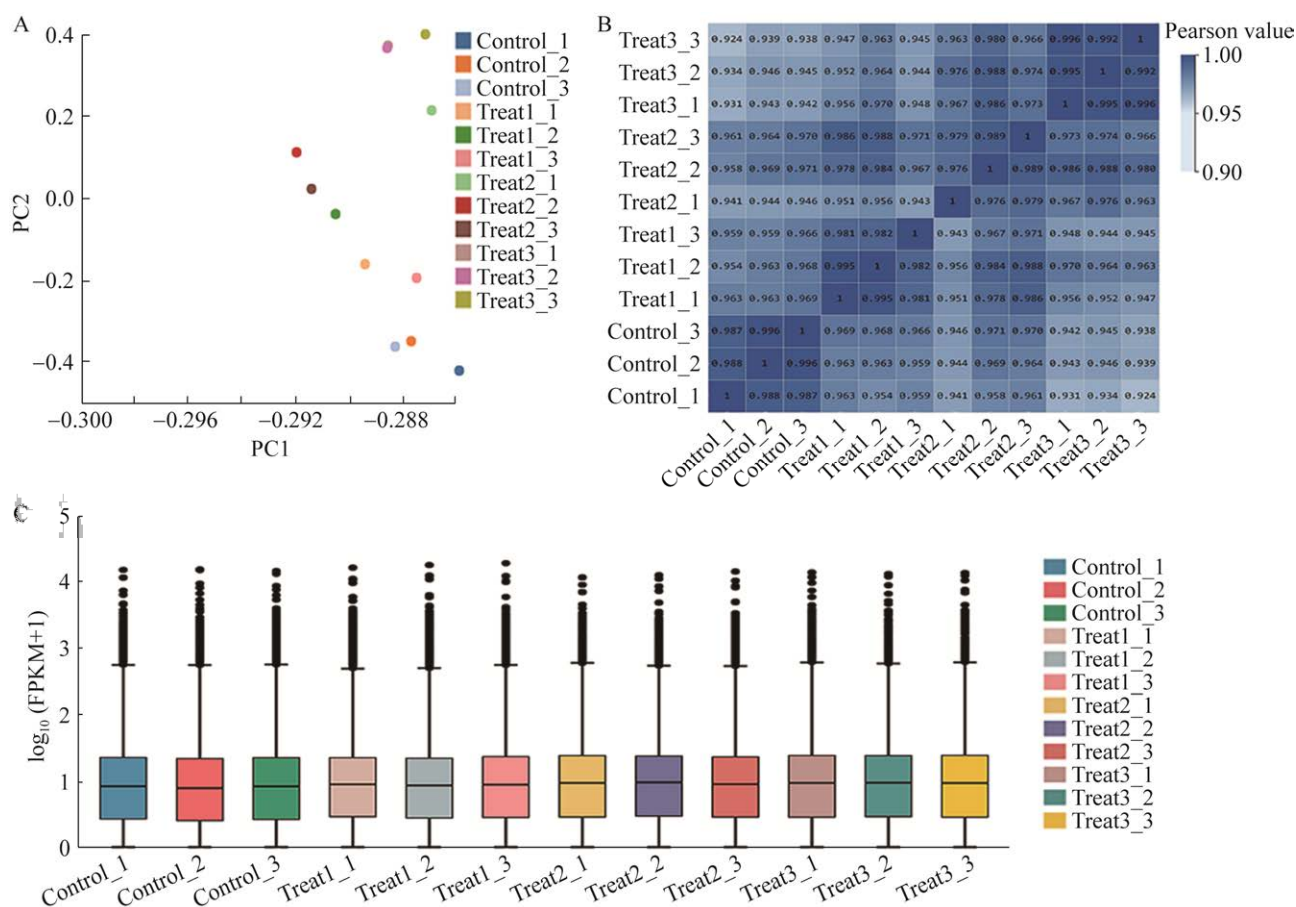 A
PC2
0.4
0.2
0.0
−0.2
−0.4
−0.300
−0.296
−0.292
−0.288
PC1
Control_1
Control_2
Control_3
Treat1_1
Treat1_2
Treat1_3
Treat2_1
Treat2_2
Treat2_3
Treat3_1
Treat3_2
Treat3_3
B
Treat3_3 0.924 0.939 0.938 0.947 0.963 0.945 0.963 0.980 0.966 0.996 0.992 1
Treat3_2 0.934 0.946 0.945 0.952 0.964 0.944 0.976 0.988 0.974 0.995 1 0.992
Treat3_1 0.931 0.943 0.942 0.956 0.970 0.948 0.967 0.986 0.973 1 0.995 0.996
Treat2_3 0.961 0.964 0.970 0.986 0.988 0.971 0.979 0.989 1 0.973 0.974 0.966
Treat2_2 0.958 0.969 0.971 0.978 0.984 0.967 0.976 1 0.989 0.986 0.988 0.980
Treat2_1 0.941 0.944 0.946 0.951 0.956 0.943 1 0.976 0.979 0.967 0.976 0.963
Treat1_3 0.959 0.959 0.966 0.981 0.982 1 0.943 0.967 0.971 0.948 0.944 0.945
Treat1_2 0.954 0.963 0.968 0.995 1 0.982 0.956 0.984 0.988 0.970 0.964 0.963
Treat1_1 0.963 0.963 0.969 1 0.995 0.981 0.951 0.978 0.986 0.956 0.952 0.947
Control_3 0.987 0.996 1 0.969 0.968 0.966 0.946 0.971 0.970 0.942 0.945 0.938
Control_2 0.988 1 0.996 0.963 0.963 0.959 0.944 0.969 0.964 0.943 0.946 0.939
Control_1 1 0.988 0.987 0.963 0.954 0.959 0.941 0.958 0.961 0.931 0.934 0.924
Control_1 Control_2 Control_3 Treat1_1 Treat1_2 Treat1_3 Treat2_1 Treat2_2 Treat2_3 Treat3_1 Treat3_2 Treat3_3
Pearson value
1.00
0.95
0.90
C
log₁₀ (FPKM+1)
5
4
3
2
1
0
Control_1 Control_2 Control_3 Treat1_1 Treat1_2 Treat1_3 Treat2_1 Treat2_2 Treat2_3 Treat3_1 Treat3_2 Treat3_3
Control_1
Control_2
Control_3
Treat1_1
Treat1_2
Treat1_3
Treat2_1
Treat2_2
Treat2_3
Treat3_1
Treat3_2
Treat3_3